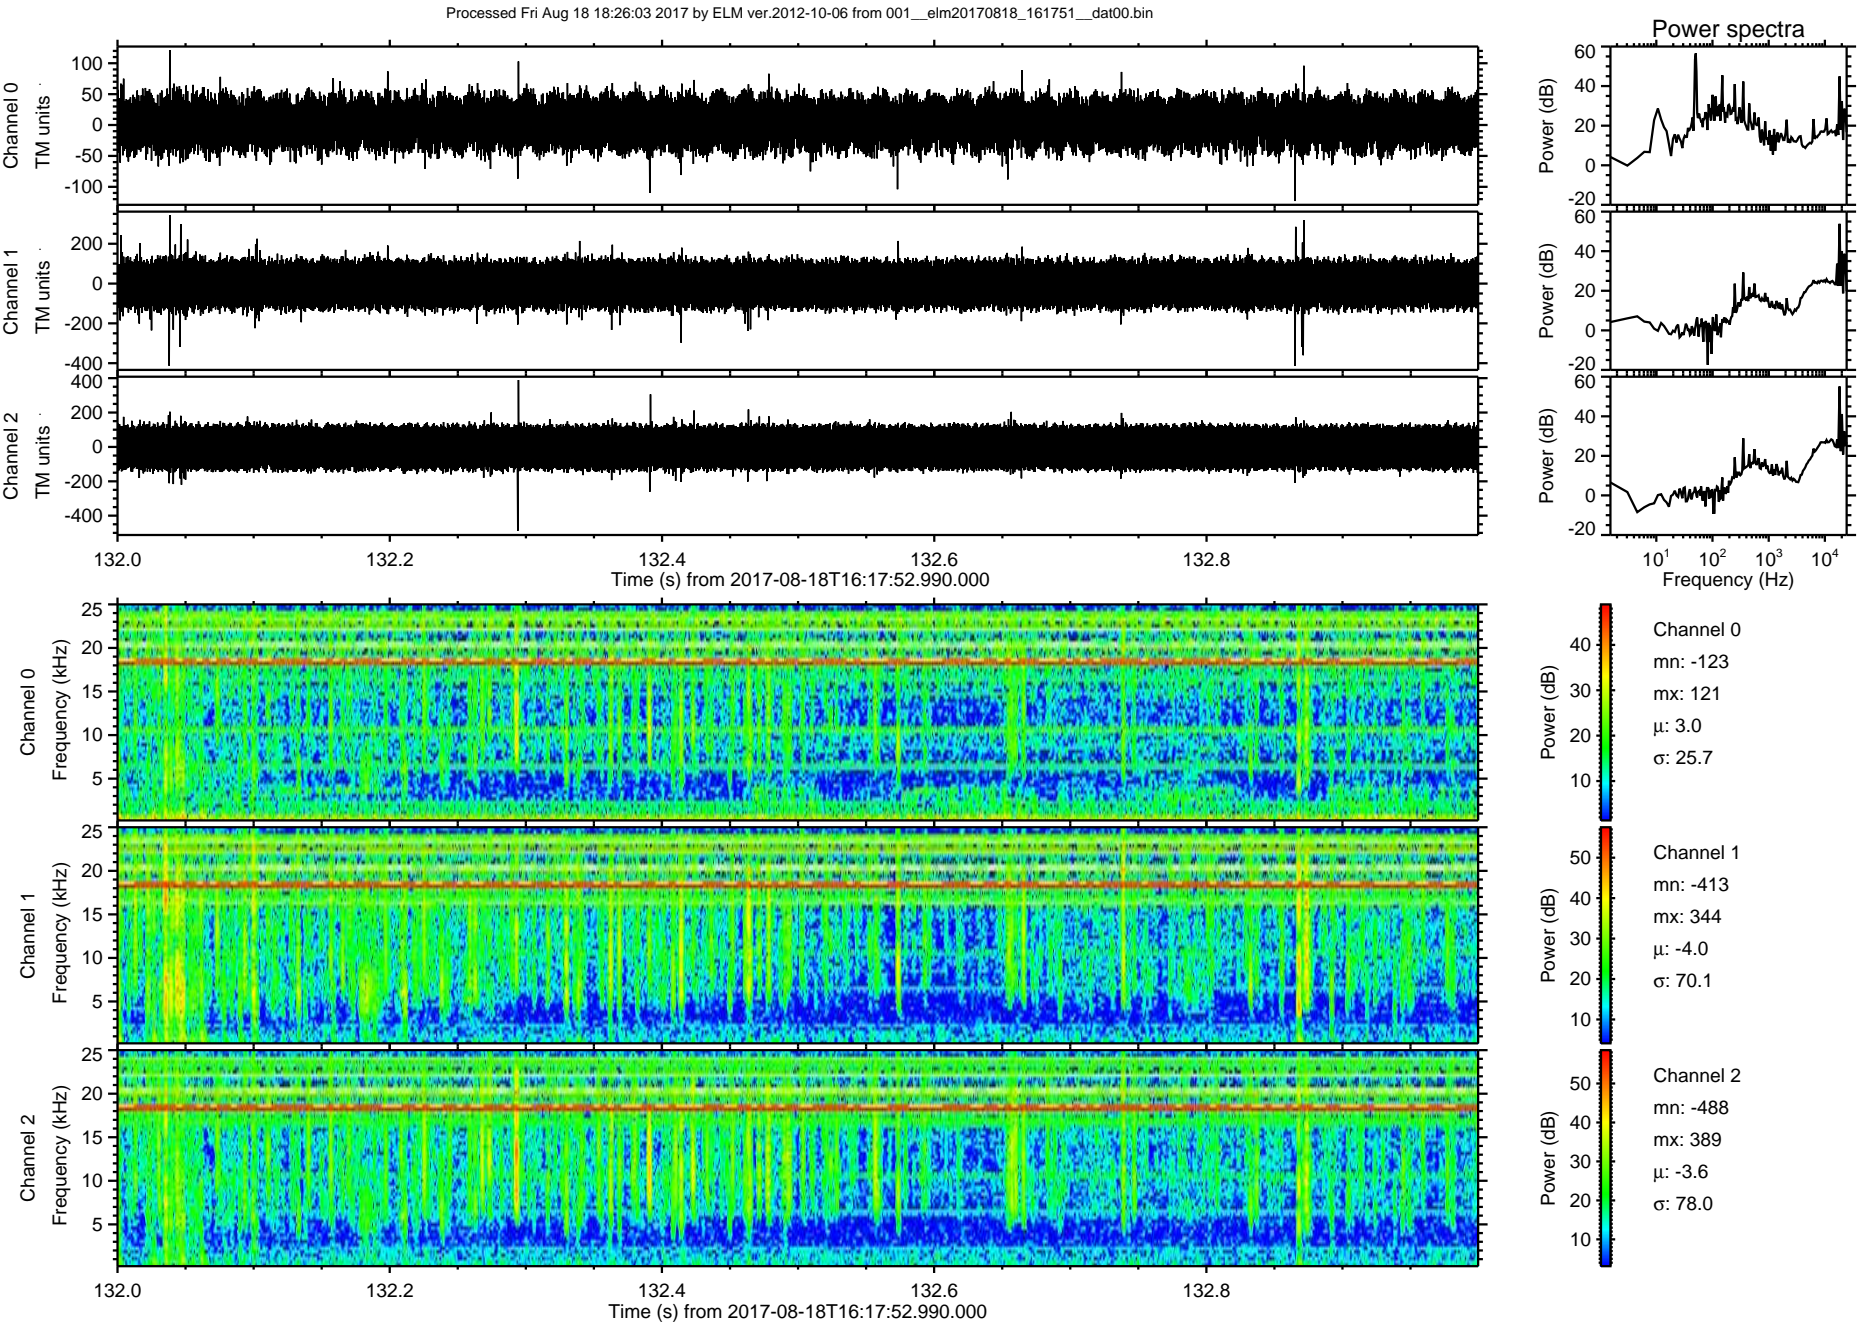 Processed Fri Aug 18 18:26:03 2017 by ELM ver.2012-10-06 from 001__elm20170818_161751__dat00.bin
Power spectra
Channel 0
TM units
100
50
0
-50
-100
Power (dB)
60
40
20
0
-20
Channel 1
TM units
200
0
-200
-400
Power (dB)
60
40
20
0
-20
Channel 2
TM units
400
200
0
-200
-400
Power (dB)
60
40
20
0
-20
132.0 132.2 132.4 132.6 132.8
Time (s) from 2017-08-18T16:17:52.990.000
10^1 10^2 10^3 10^4
Frequency (Hz)
Channel 0
Frequency (kHz)
25
20
15
10
5
Power (dB)
40
30
20
10
Channel 0
mn: -123
mx: 121
µ: 3.0
σ: 25.7
Channel 1
Frequency (kHz)
25
20
15
10
5
Power (dB)
50
40
30
20
10
Channel 1
mn: -413
mx: 344
µ: -4.0
σ: 70.1
Channel 2
Frequency (kHz)
25
20
15
10
5
Power (dB)
50
40
30
20
10
Channel 2
mn: -488
mx: 389
µ: -3.6
σ: 78.0
132.0 132.2 132.4 132.6 132.8
Time (s) from 2017-08-18T16:17:52.990.000